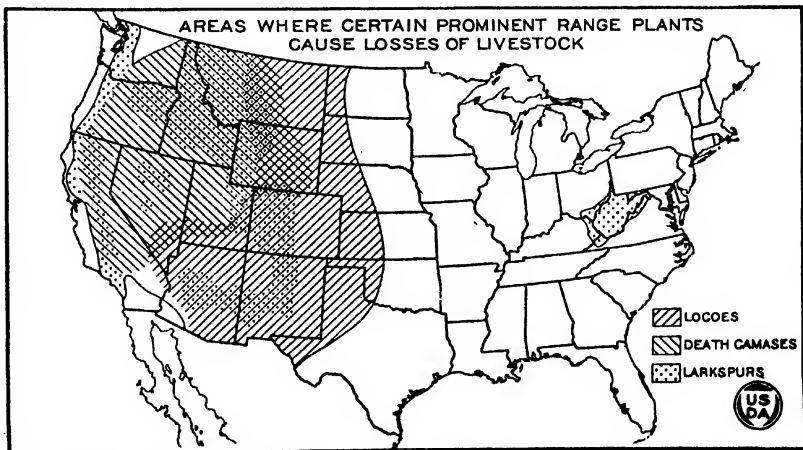 AREAS WHERE CERTAIN PROMINENT RANGE PLANTS
CAUSE LOSSES OF LIVESTOCK
LOCOES
DEATH CAMASES
LARKSPURS
US
DA